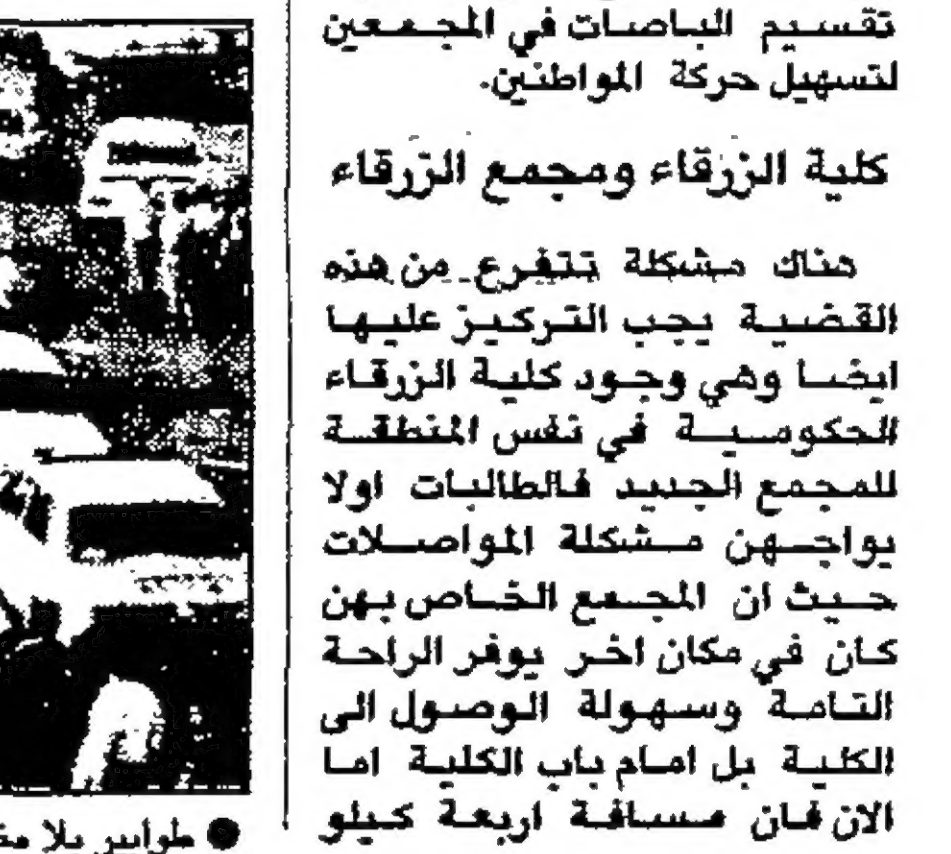 تقسيم الباصات في المجمعين
لتسهيل حركة المواطنين.
كلية الزرقاء ومجمع الزرقاء
هناك مشكلة تتفرع من هذه
القضية يجب التركيز عليها
ايضا وهي وجود كلية الزرقاء
الحكومية في نفس المنطقة
للمجمع الجديد فالطالبات اولا
يواجهن مشكلة المواصلات
حيث ان المجمع الخاص بهن
كان في مكان اخر يوفر الراحة
التامة وسهولة الوصول الى
الكلية بل امام باب الكلية اما
الان فان مسافة اربعة كيلو
طوابير بلا